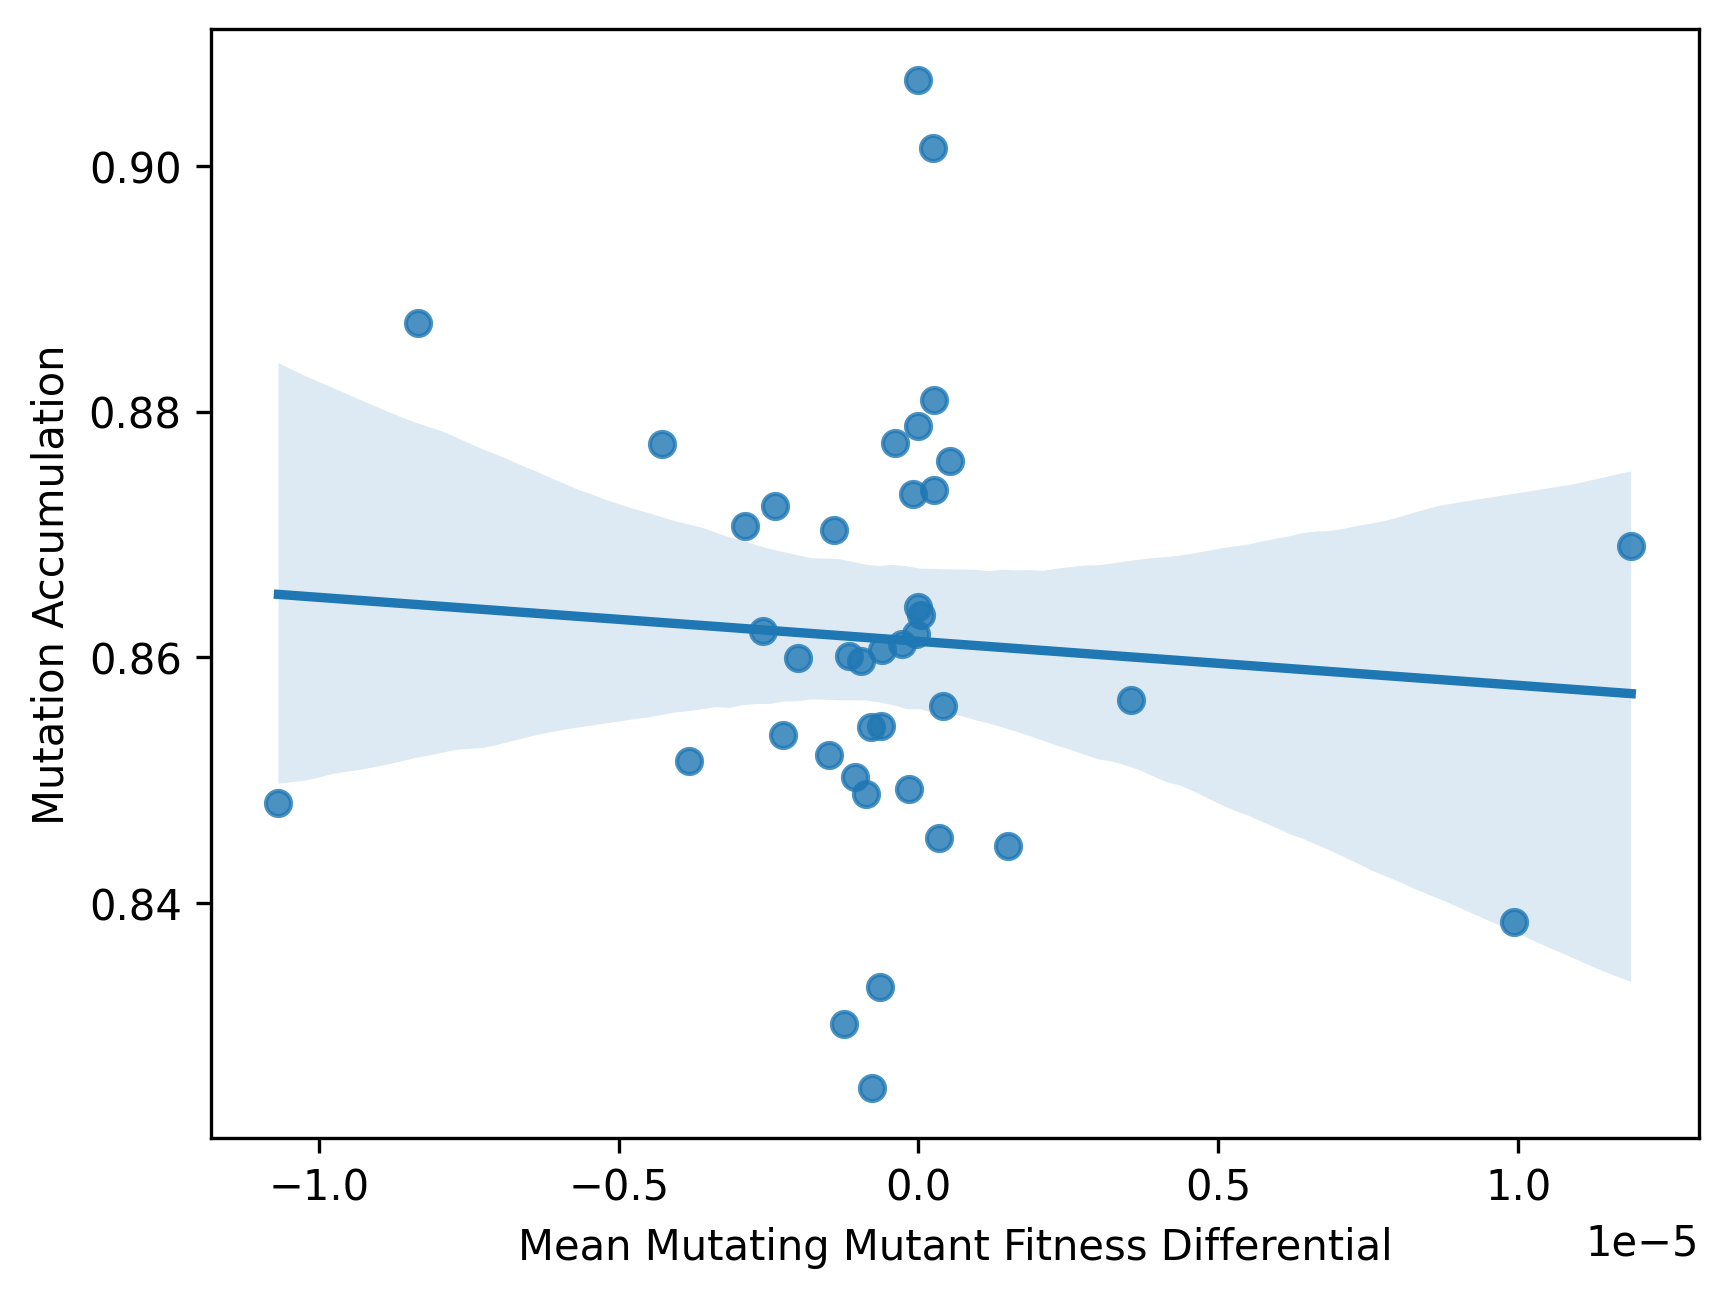 0.90
0.88
0.86
0.84
Mutation Accumulation
−1.0 −0.5 0.0 0.5 1.0
1e−5
Mean Mutating Mutant Fitness Differential